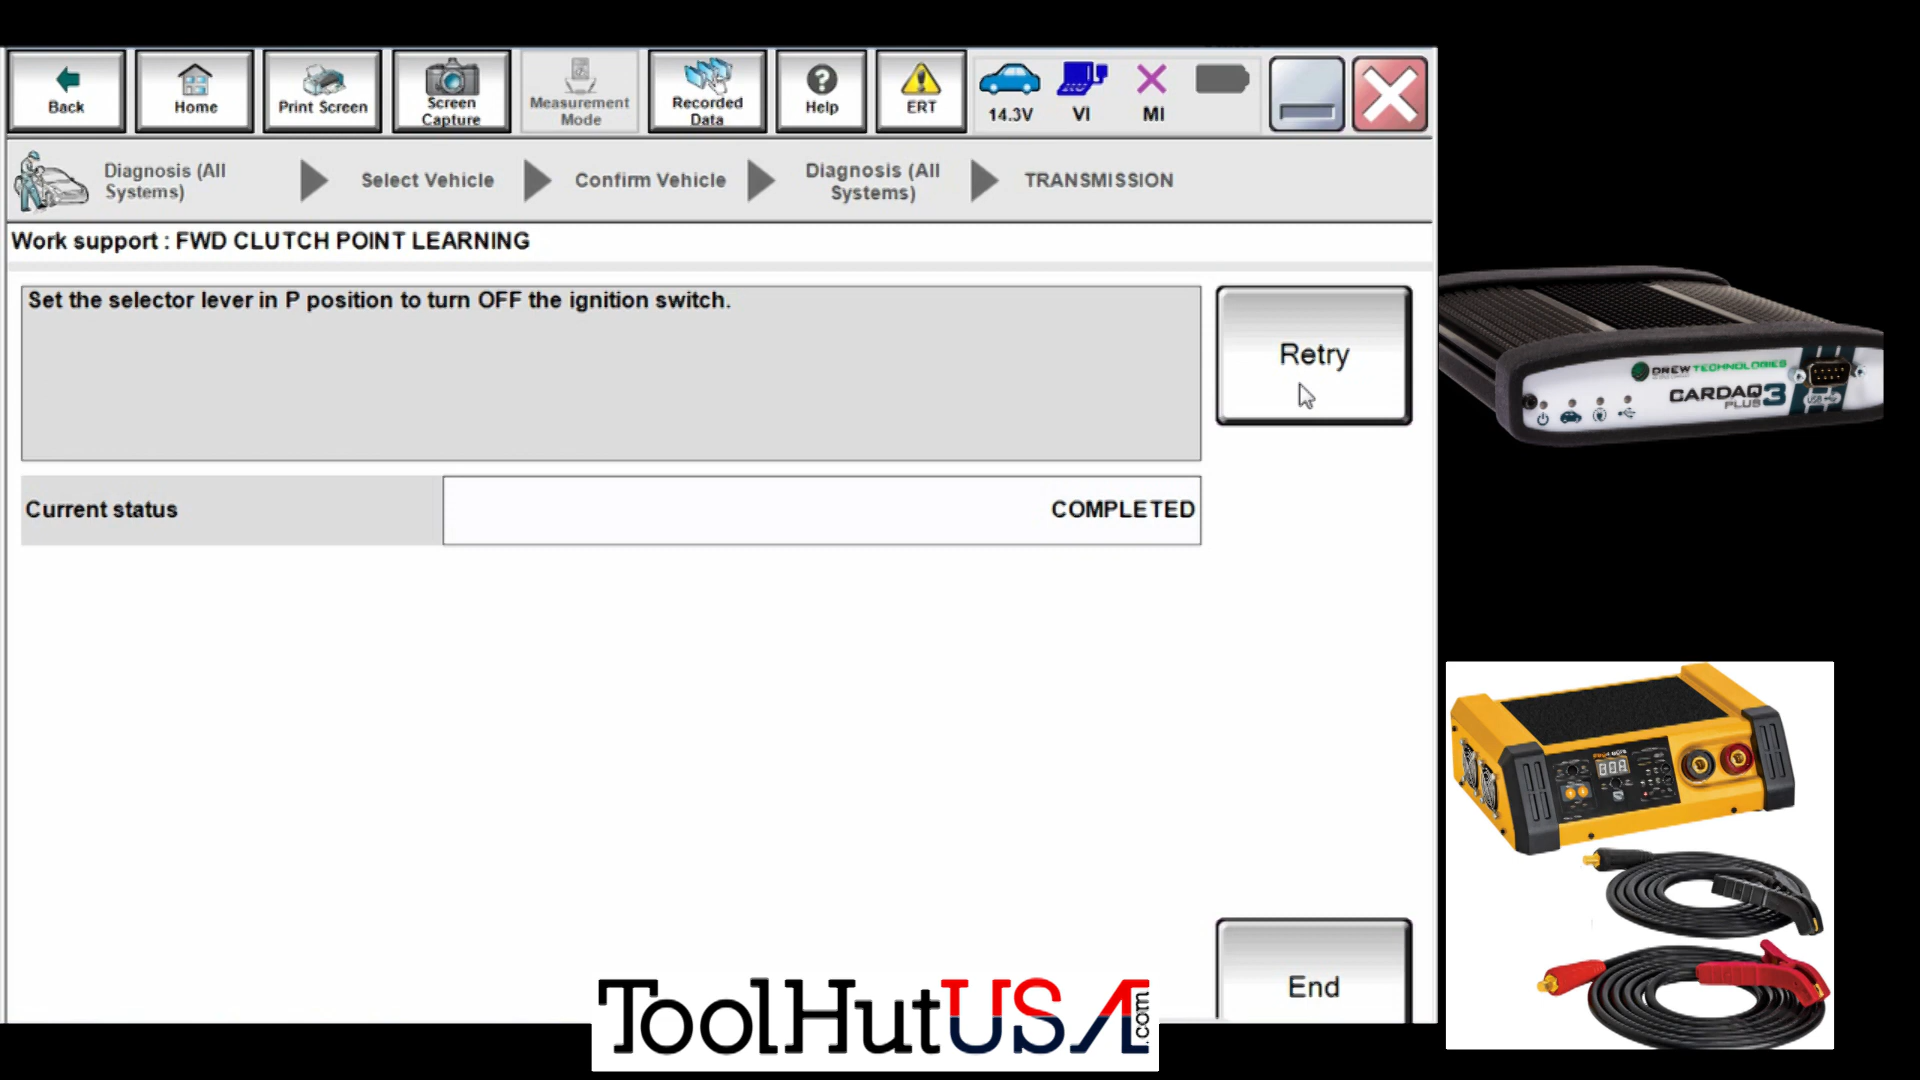 Back
Home
Print Screen
Screen
Capture
Measurement
Mode
Recorded
Data
Help
ERT
14.3V
VI
MI
Diagnosis (All
Systems)
Select Vehicle
Confirm Vehicle
Diagnosis (All
Systems)
TRANSMISSION
Work support : FWD CLUTCH POINT LEARNING
Set the selector lever in P position to turn OFF the ignition switch.
Retry
Current status
COMPLETED
End
DREW TECHNOLOGIES
CARDAQ
PLUS 3
ToolHutUSA.com